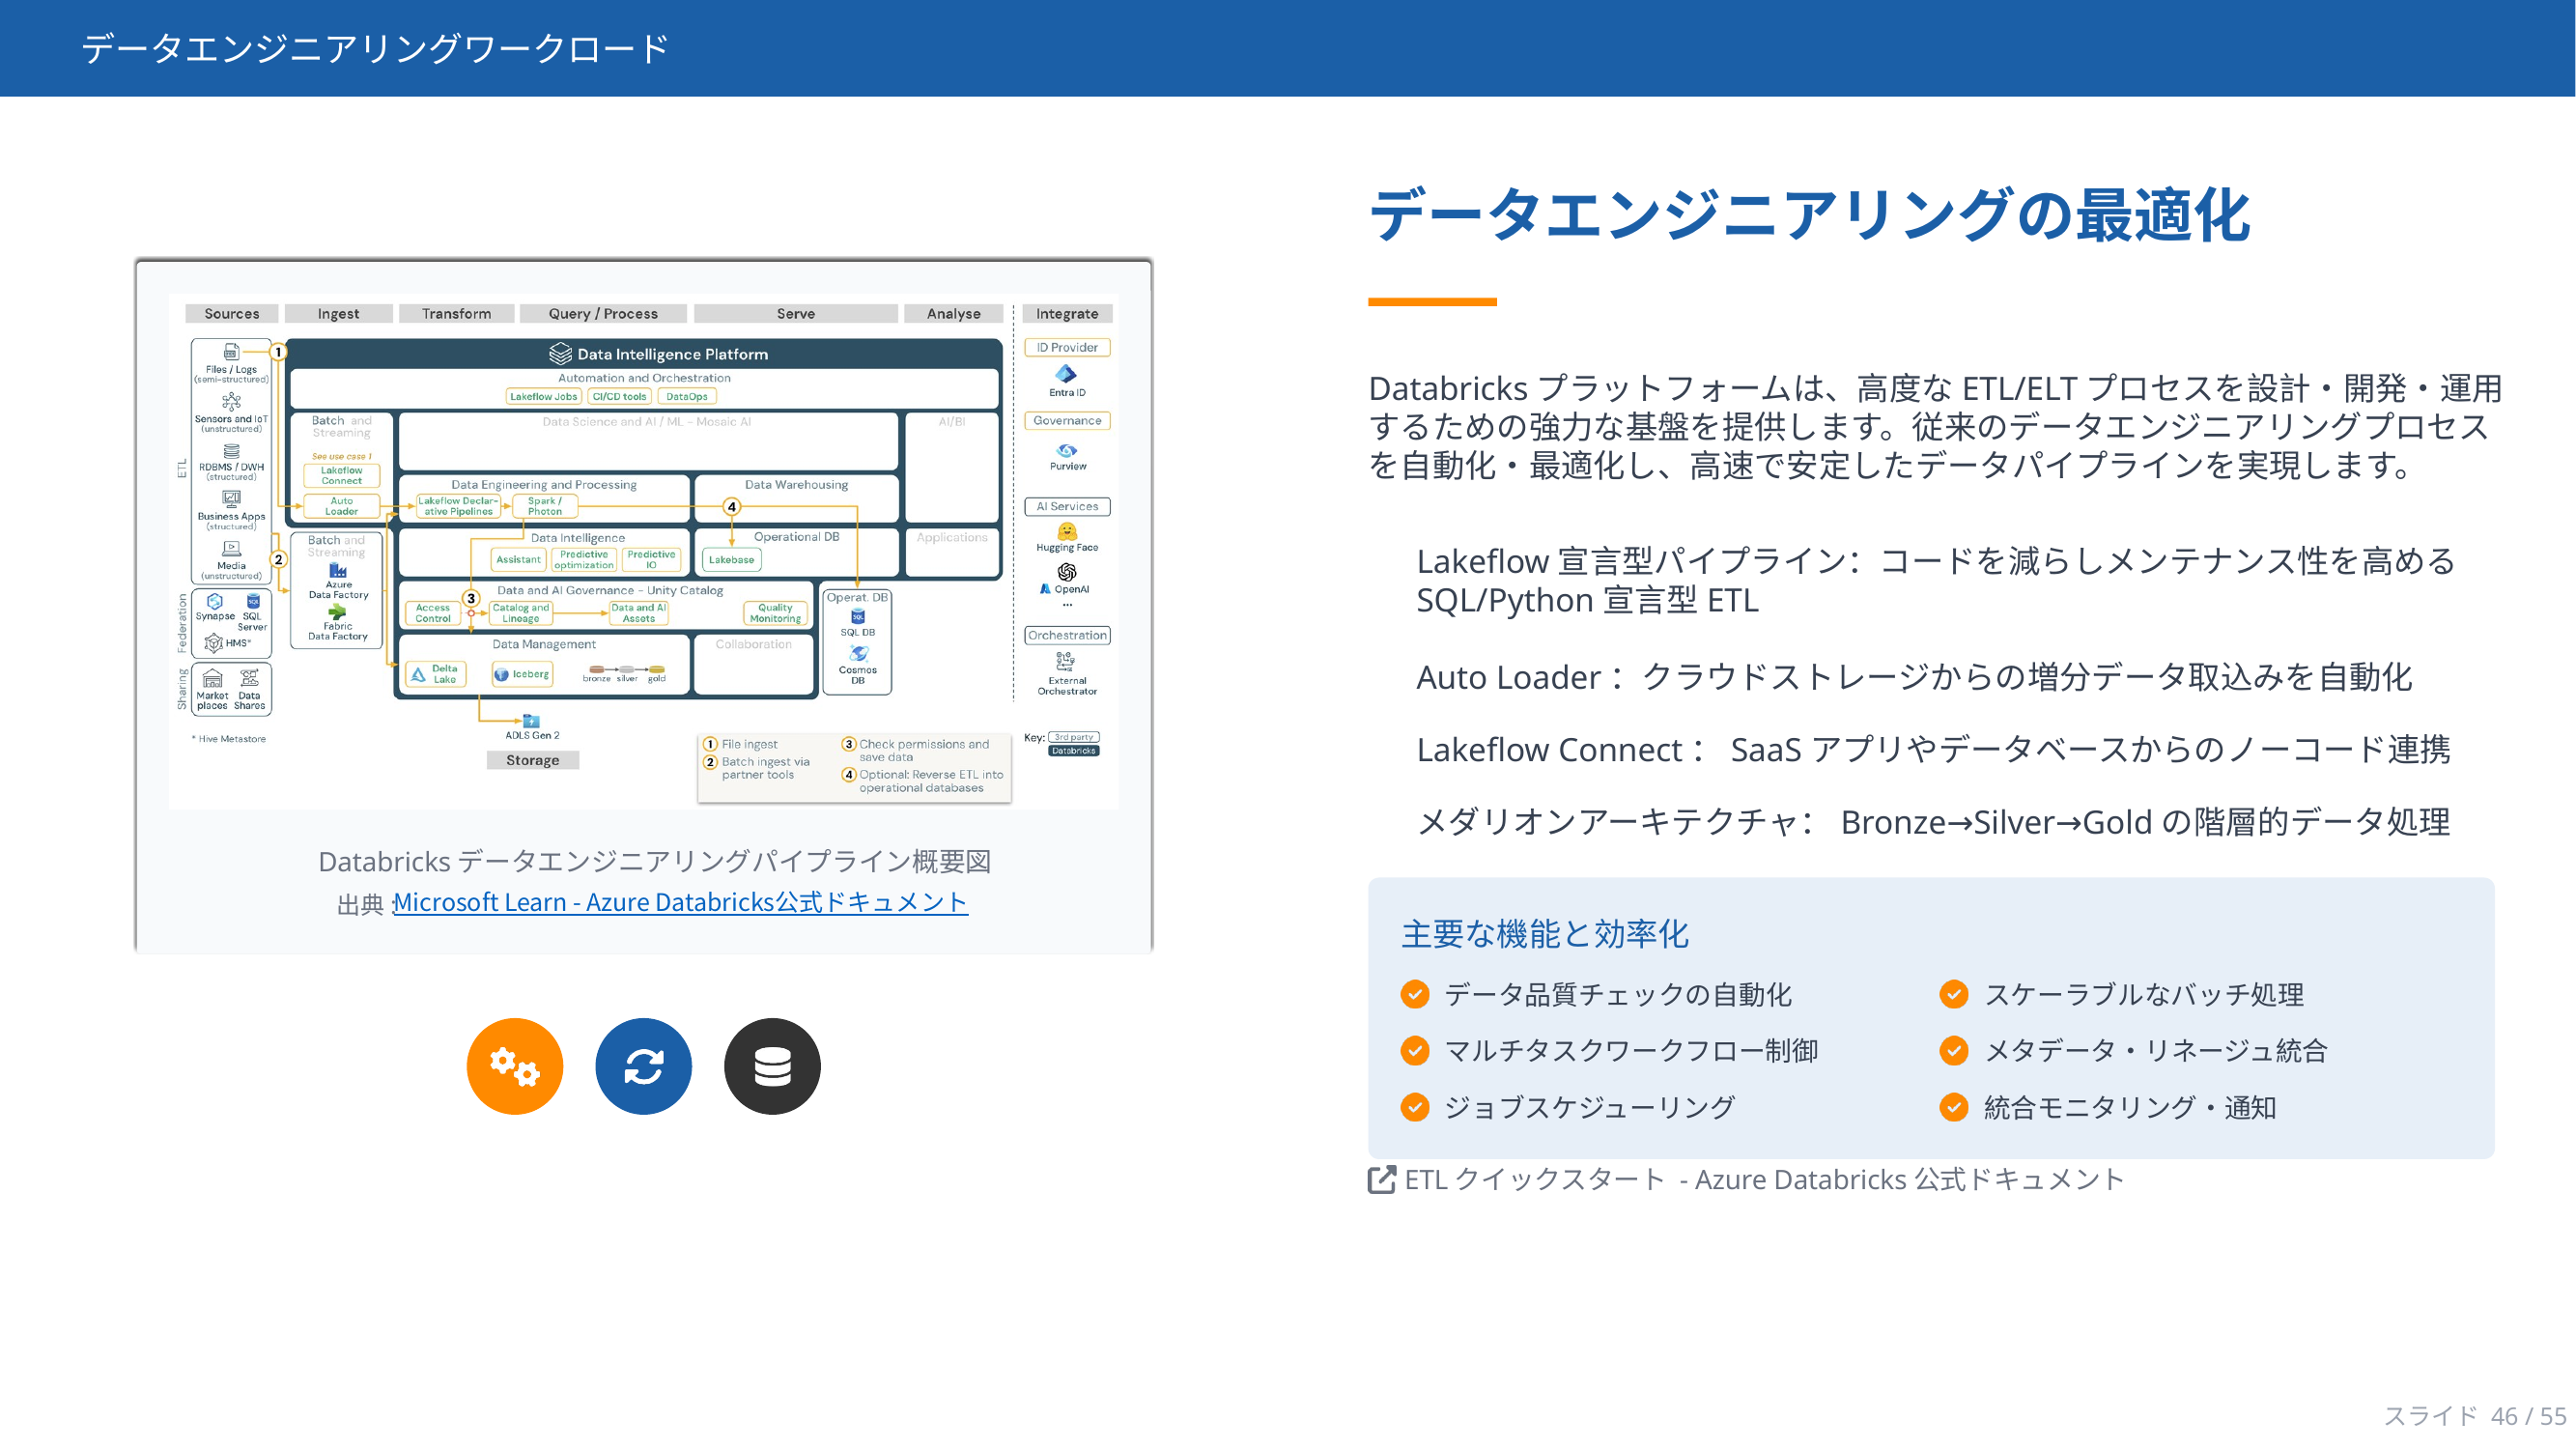 データエンジニアリングワークロード
Sources
Ingest
Transform
Query / Process
Serve
Analyse
Integrate
ETL
Federation
Sharing
1
Files / Logs
(semi-structured)
Sensors and IoT
(unstructured)
RDBMS / DWH
(structured)
Business Apps
(structured)
Media
(unstructured)
2
Synapse
SQL
Server
HMS*
Market
places
Data
Shares
* Hive Metastore
Data Intelligence Platform
Automation and Orchestration
Lakeflow Jobs
CI/CD tools
DataOps
Batch and
Streaming
See use case 1
Lakeflow
Connect
Auto
Loader
Batch and
Streaming
Azure
Data Factory
Fabric
Data Factory
Data Science and AI / ML - Mosaic AI
AI/BI
Data Engineering and Processing
Lakeflow Declar-
ative Pipelines
Spark /
Photon
Data Warehousing
4
Data Intelligence
Assistant
Predictive
optimization
Predictive
IO
Operational DB
Lakebase
Applications
Data and AI Governance - Unity Catalog
3
Access
Control
Catalog and
Lineage
Data and AI
Assets
Quality
Monitoring
Operat. DB
SQL
SQL DB
Cosmos
DB
Data Management
Delta
Lake
Iceberg
bronze silver gold
Collaboration
ADLS Gen 2
Storage
ID Provider
Entra ID
Governance
Purview
AI Services
Hugging Face
OpenAI
...
Orchestration
External
Orchestrator
Key: 3rd party
Databricks
1 File ingest
2 Batch ingest via
partner tools
3 Check permissions and
save data
4 Optional: Reverse ETL into
operational databases
Databricks データエンジニアリングパイプライン概要図
出典 :Microsoft Learn - Azure Databricks公式ドキュメント
データエンジニアリングの最適化
Databricks プラットフォームは、高度な ETL/ELT プロセスを設計・開発・運用
するための強力な基盤を提供します。従来のデータエンジニアリングプロセス
を自動化・最適化し、高速で安定したデータパイプラインを実現します。
Lakeflow 宣言型パイプライン：コードを減らしメンテナンス性を高める
SQL/Python 宣言型 ETL
Auto Loader： クラウドストレージからの増分データ取込みを自動化
Lakeflow Connect： SaaS アプリやデータベースからのノーコード連携
メダリオンアーキテクチャ： Bronze→Silver→Gold の階層的データ処理
主要な機能と効率化
データ品質チェックの自動化
スケーラブルなバッチ処理
マルチタスクワークフロー制御
メタデータ・リネージュ統合
ジョブスケジューリング
統合モニタリング・通知
ETL クイックスタート - Azure Databricks 公式ドキュメント
スライド 46 / 55